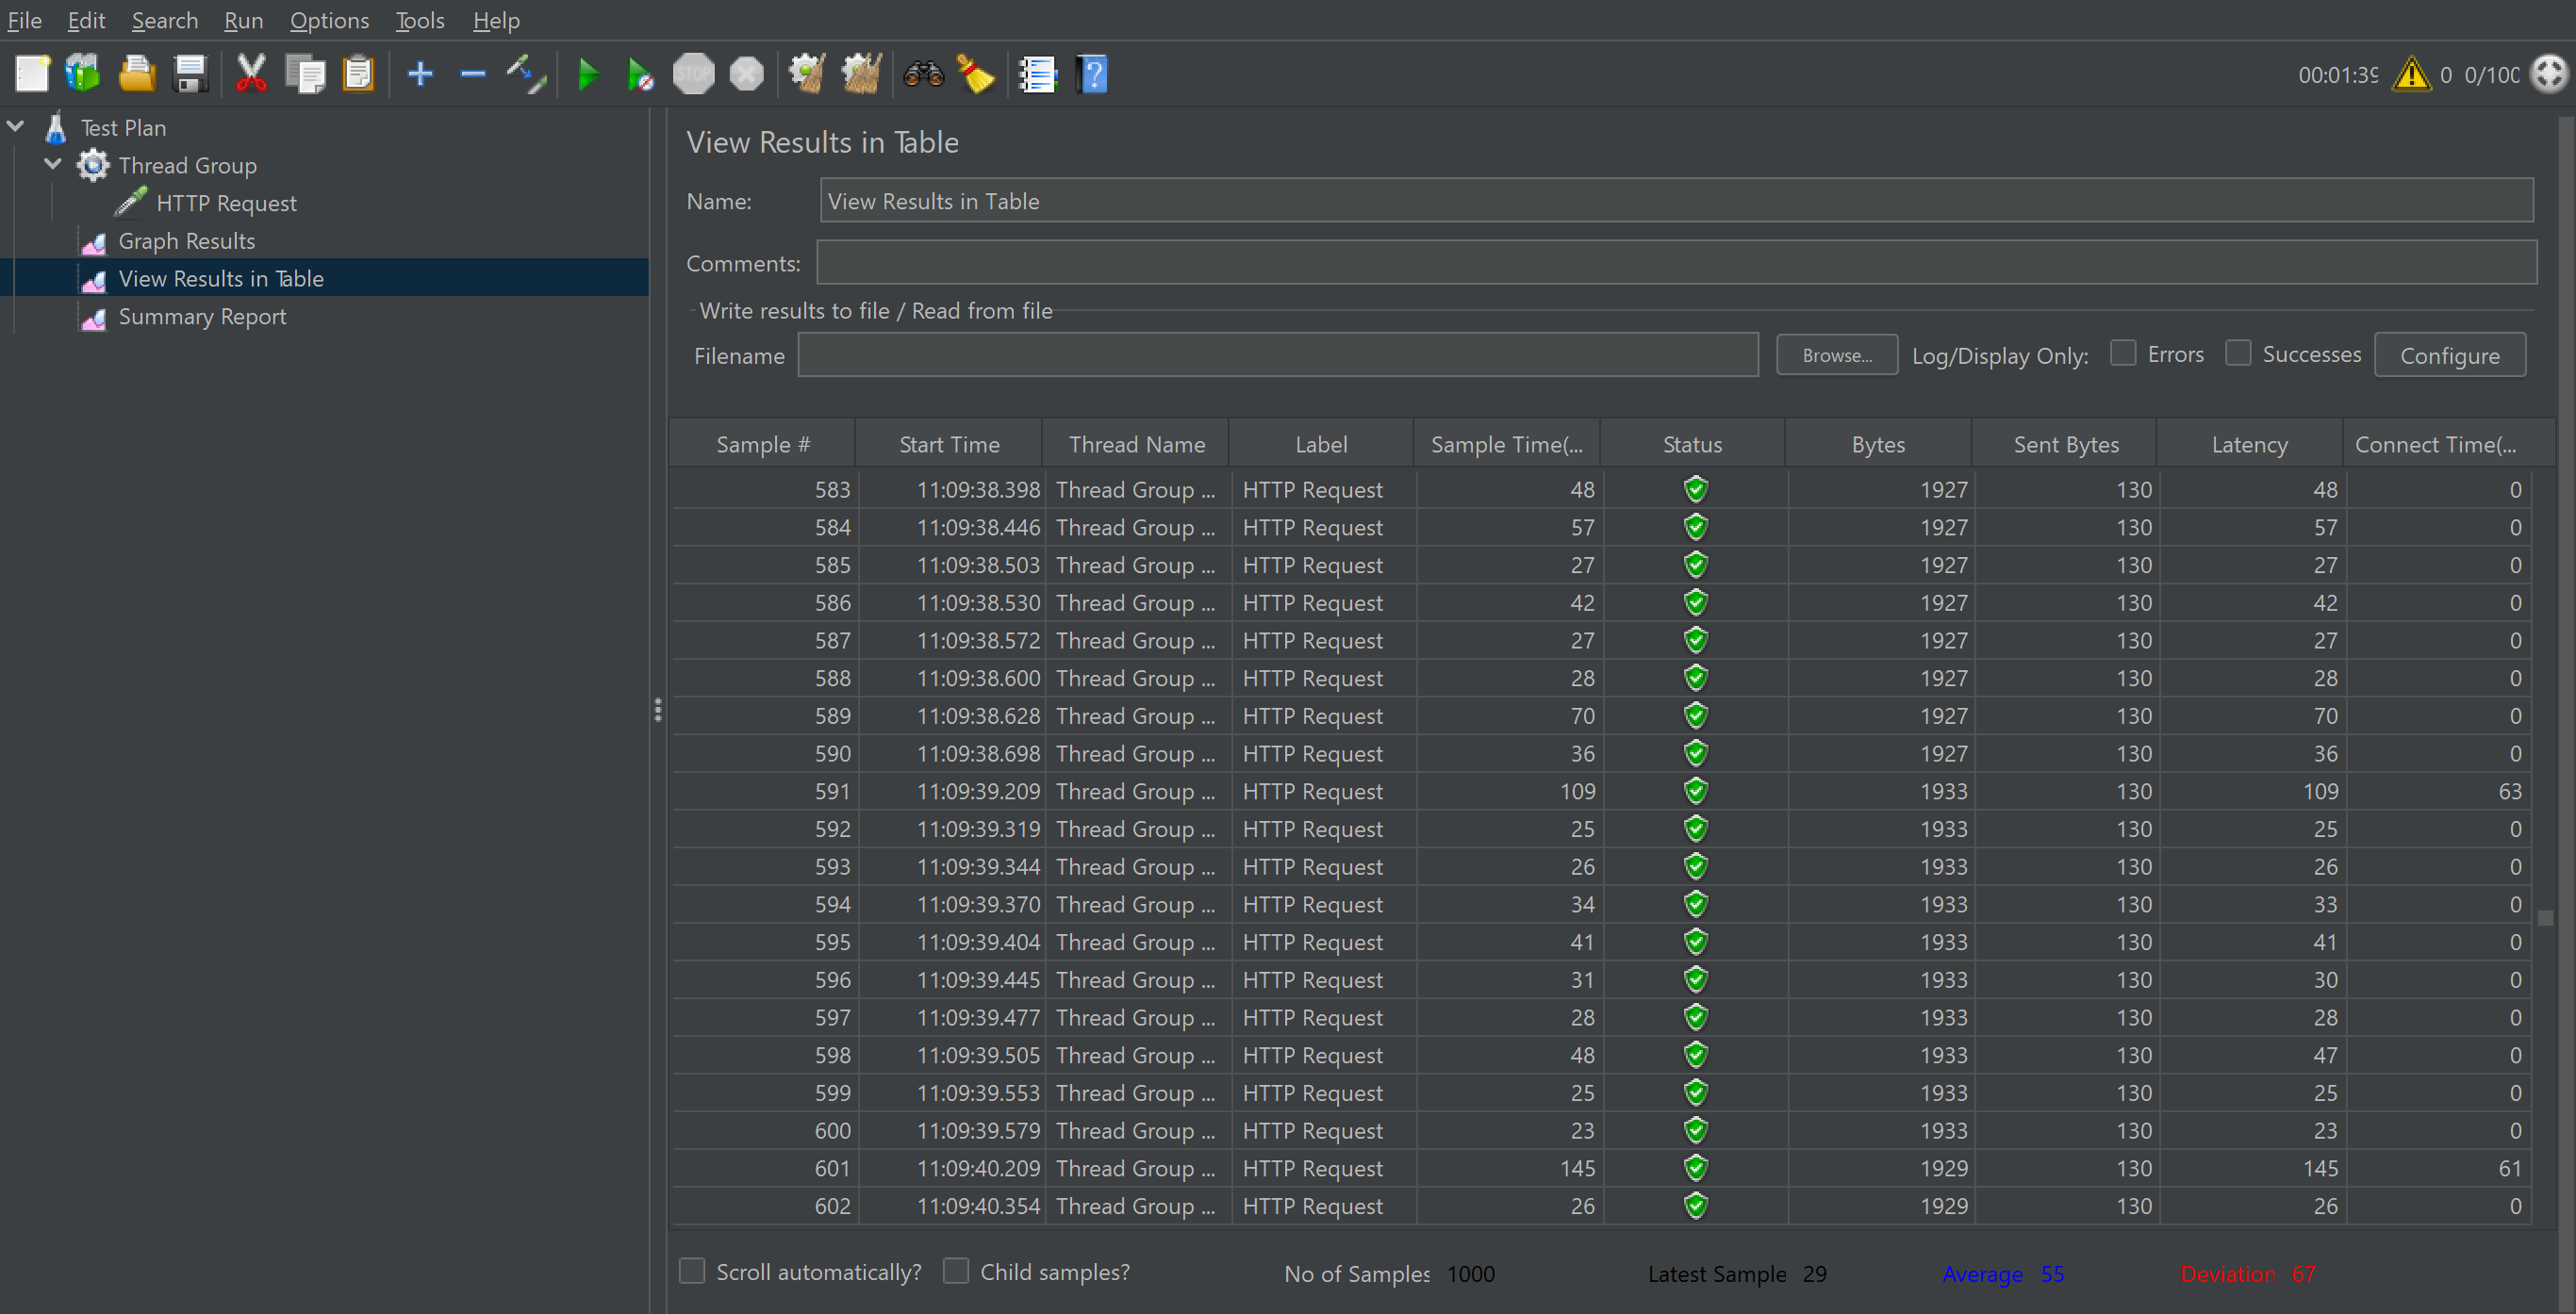 File Edit Search Run Options Tools Help
STOP
00:01:39 0 0/100
Test Plan
Thread Group
HTTP Request
Graph Results
View Results in Table
Summary Report
View Results in Table
Name: View Results in Table
Comments:
Write results to file / Read from file
Filename Browse... Log/Display Only: Errors Successes Configure
Sample # Start Time Thread Name Label Sample Time(... Status Bytes Sent Bytes Latency Connect Time(...
583 11:09:38.398 Thread Group ... HTTP Request 48 1927 130 48 0
584 11:09:38.446 Thread Group ... HTTP Request 57 1927 130 57 0
585 11:09:38.503 Thread Group ... HTTP Request 27 1927 130 27 0
586 11:09:38.530 Thread Group ... HTTP Request 42 1927 130 42 0
587 11:09:38.572 Thread Group ... HTTP Request 27 1927 130 27 0
588 11:09:38.600 Thread Group ... HTTP Request 28 1927 130 28 0
589 11:09:38.628 Thread Group ... HTTP Request 70 1927 130 70 0
590 11:09:38.698 Thread Group ... HTTP Request 36 1927 130 36 0
591 11:09:39.209 Thread Group ... HTTP Request 109 1933 130 109 63
592 11:09:39.319 Thread Group ... HTTP Request 25 1933 130 25 0
593 11:09:39.344 Thread Group ... HTTP Request 26 1933 130 26 0
594 11:09:39.370 Thread Group ... HTTP Request 34 1933 130 33 0
595 11:09:39.404 Thread Group ... HTTP Request 41 1933 130 41 0
596 11:09:39.445 Thread Group ... HTTP Request 31 1933 130 30 0
597 11:09:39.477 Thread Group ... HTTP Request 28 1933 130 28 0
598 11:09:39.505 Thread Group ... HTTP Request 48 1933 130 47 0
599 11:09:39.553 Thread Group ... HTTP Request 25 1933 130 25 0
600 11:09:39.579 Thread Group ... HTTP Request 23 1933 130 23 0
601 11:09:40.209 Thread Group ... HTTP Request 145 1929 130 145 61
602 11:09:40.354 Thread Group ... HTTP Request 26 1929 130 26 0
Scroll automatically? Child samples? No of Samples 1000 Latest Sample 29 Average 55 Deviation 67